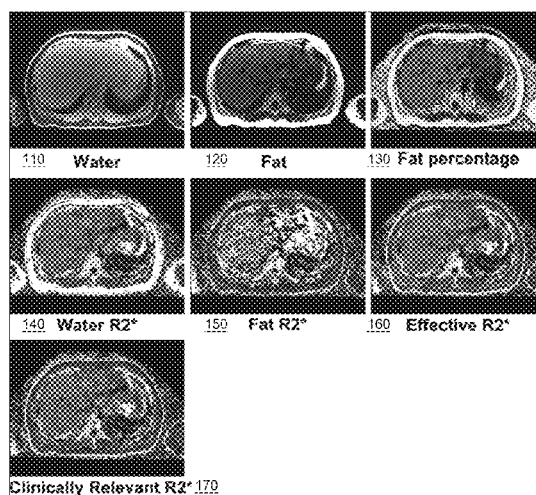 110 Water
120 Fat
130 Fat percentage
140 Water R2*
150 Fat R2*
160 Effective R2*
Clinically Relevant R2* 170